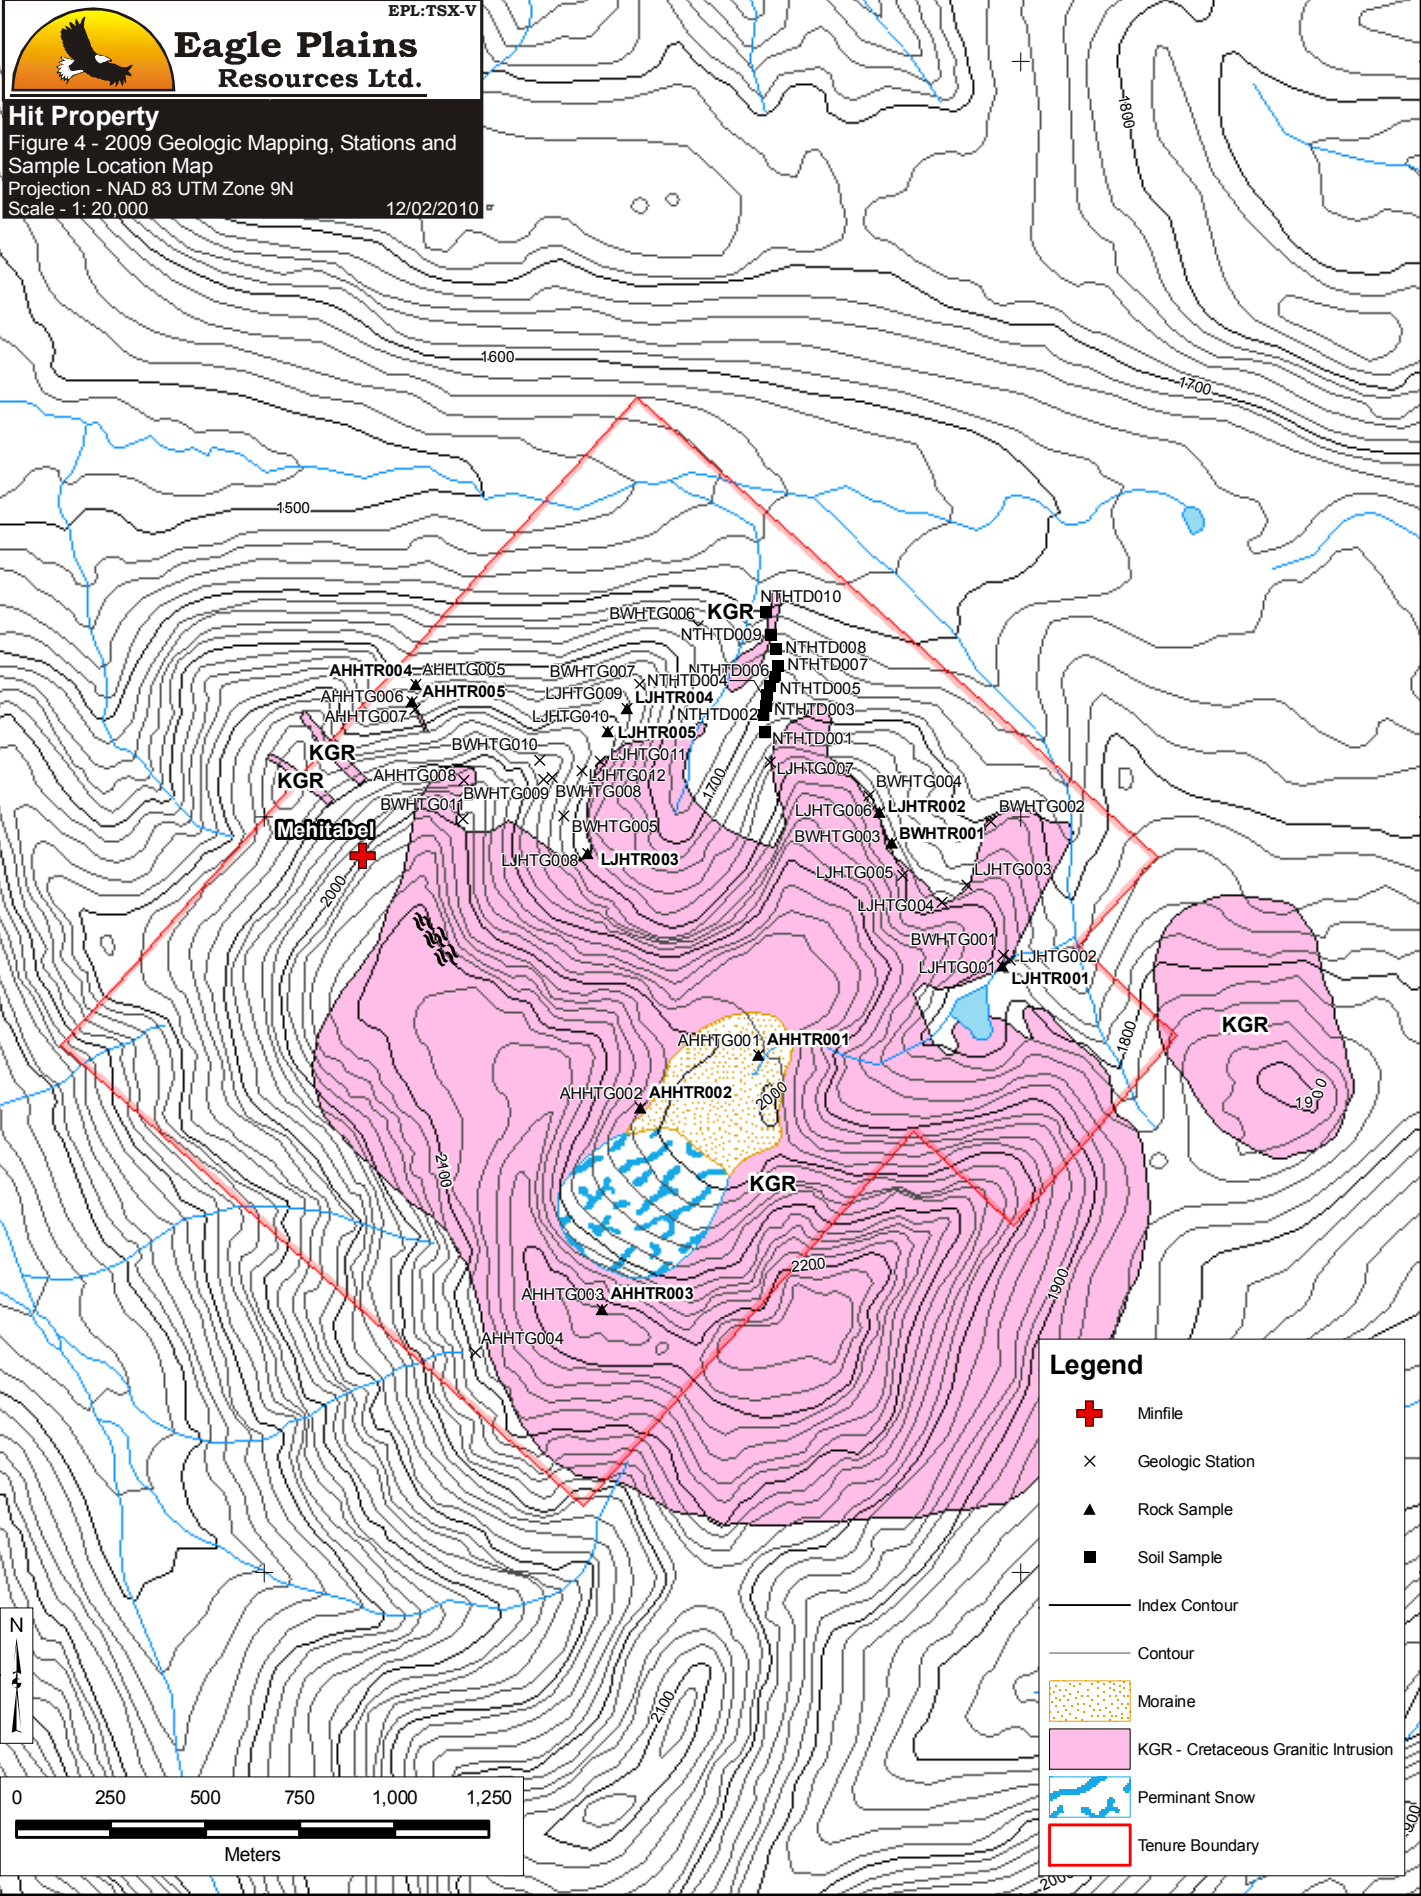 EPL:TSX-V
Eagle Plains
Resources Ltd.
Hit Property
Figure 4 - 2009 Geologic Mapping, Stations and
Sample Location Map
Projection - NAD 83 UTM Zone 9N
Scale - 1: 20,000 12/02/2010
1800
1600
1700
1500
NTHTD010
BWHTG006 KGR
NTHTD009
NTHTD008
AHHTR004 AHHTG005 BWHTG007 NTHTD006 NTHTD007
NTHTD004
AHHTG006 AHHTR005 LJHTG009 LJHTR004 NTHTD005
AHHTG007 LJHTG010 NTHTD002 NTHTD003
LJHTR005 NTHTD001
KGR BWHTG010 LJHTG011
KGR AHHTG008 LJHTG012 1700 LJHTG007
BWHTG009 BWHTG008 BWHTG004
BWHTG011 LJHTG006 LJHTR002 BWHTG002
Mehitabel BWHTG005 BWHTG003 BWHTR001
LJHTG008 LJHTR003
LJHTG005 LJHTG003
2000
LJHTG004
BWHTG001
LJHTG001 LJHTG002
LJHTR001
KGR
AHHTG001 AHHTR001 1800
AHHTG002 AHHTR002 2000 1900
2100
KGR
2200
1900
AHHTG003 AHHTR003
AHHTG004
2100
2000
Legend
Minfile
Geologic Station
Rock Sample
Soil Sample
Index Contour
Contour
Moraine
KGR - Cretaceous Granitic Intrusion
Perminant Snow
Tenure Boundary
N
0 250 500 750 1,000 1,250
Meters